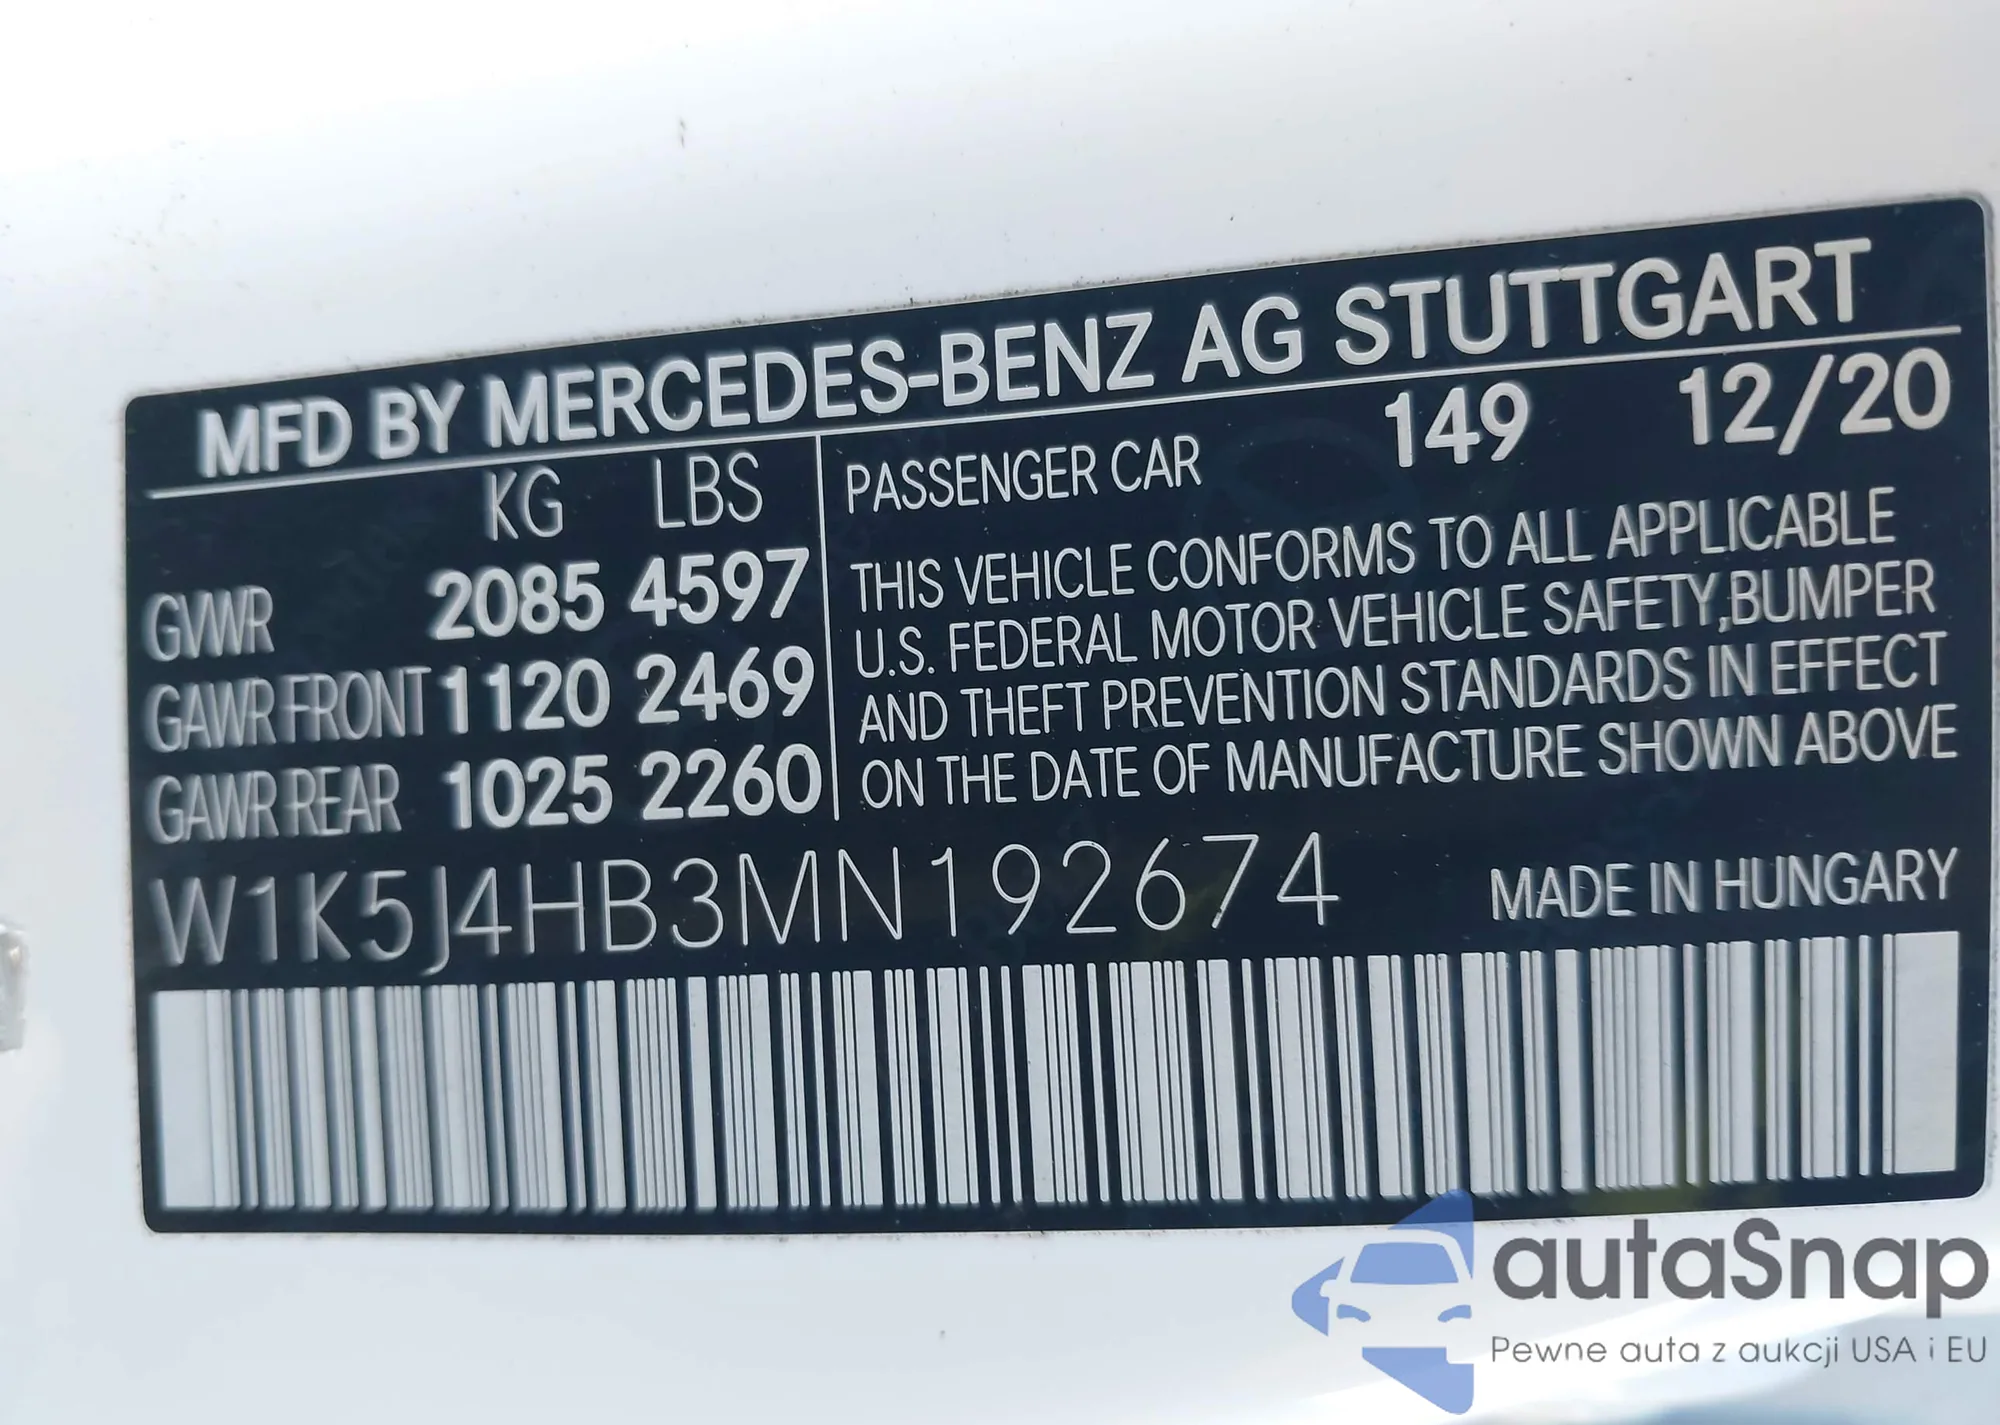 MFD BY MERCEDES-BENZ AG STUTTGART
KG LBS
GVWR 2085 4597
GAWR FRONT 1120 2469
GAWR REAR 1025 2260
PASSENGER CAR 149 12/20
THIS VEHICLE CONFORMS TO ALL APPLICABLE
U.S. FEDERAL MOTOR VEHICLE SAFETY,BUMPER
AND THEFT PREVENTION STANDARDS IN EFFECT
ON THE DATE OF MANUFACTURE SHOWN ABOVE
W1K5J4HB3MN192674 MADE IN HUNGARY
autaSnap
Pewne auta z aukcji USA i EU